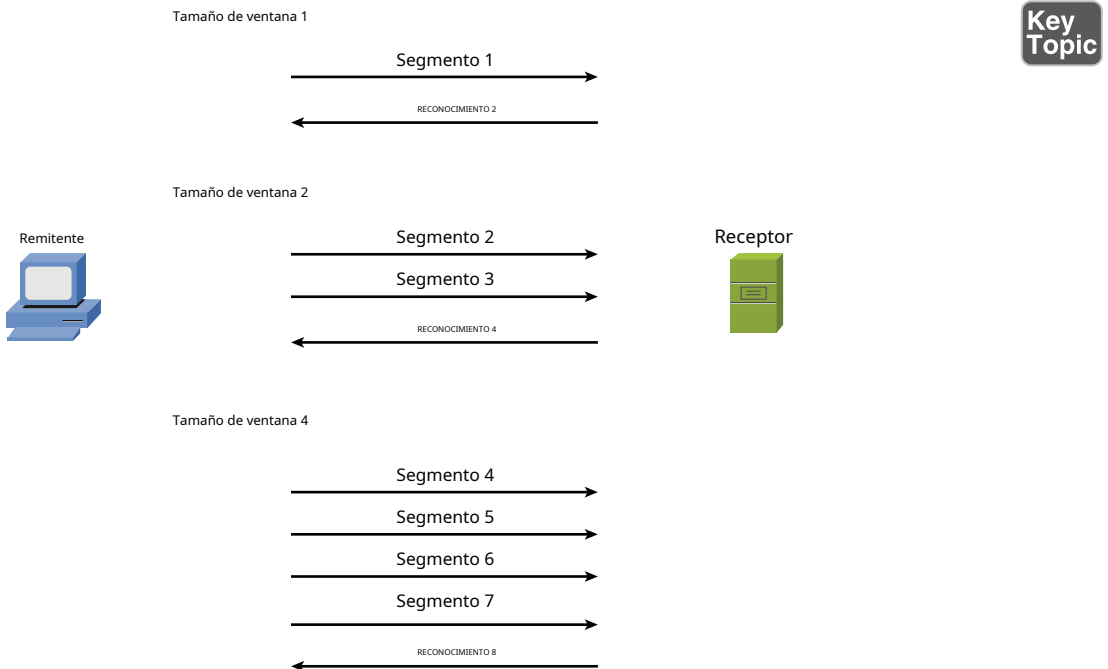 Tamaño de ventana 1
Key
Topic
Segmento 1
RECONOCIMIENTO 2
Tamaño de ventana 2
Remitente
Segmento 2
Receptor
Segmento 3
RECONOCIMIENTO 4
Tamaño de ventana 4
Segmento 4
Segmento 5
Segmento 6
Segmento 7
RECONOCIMIENTO 8